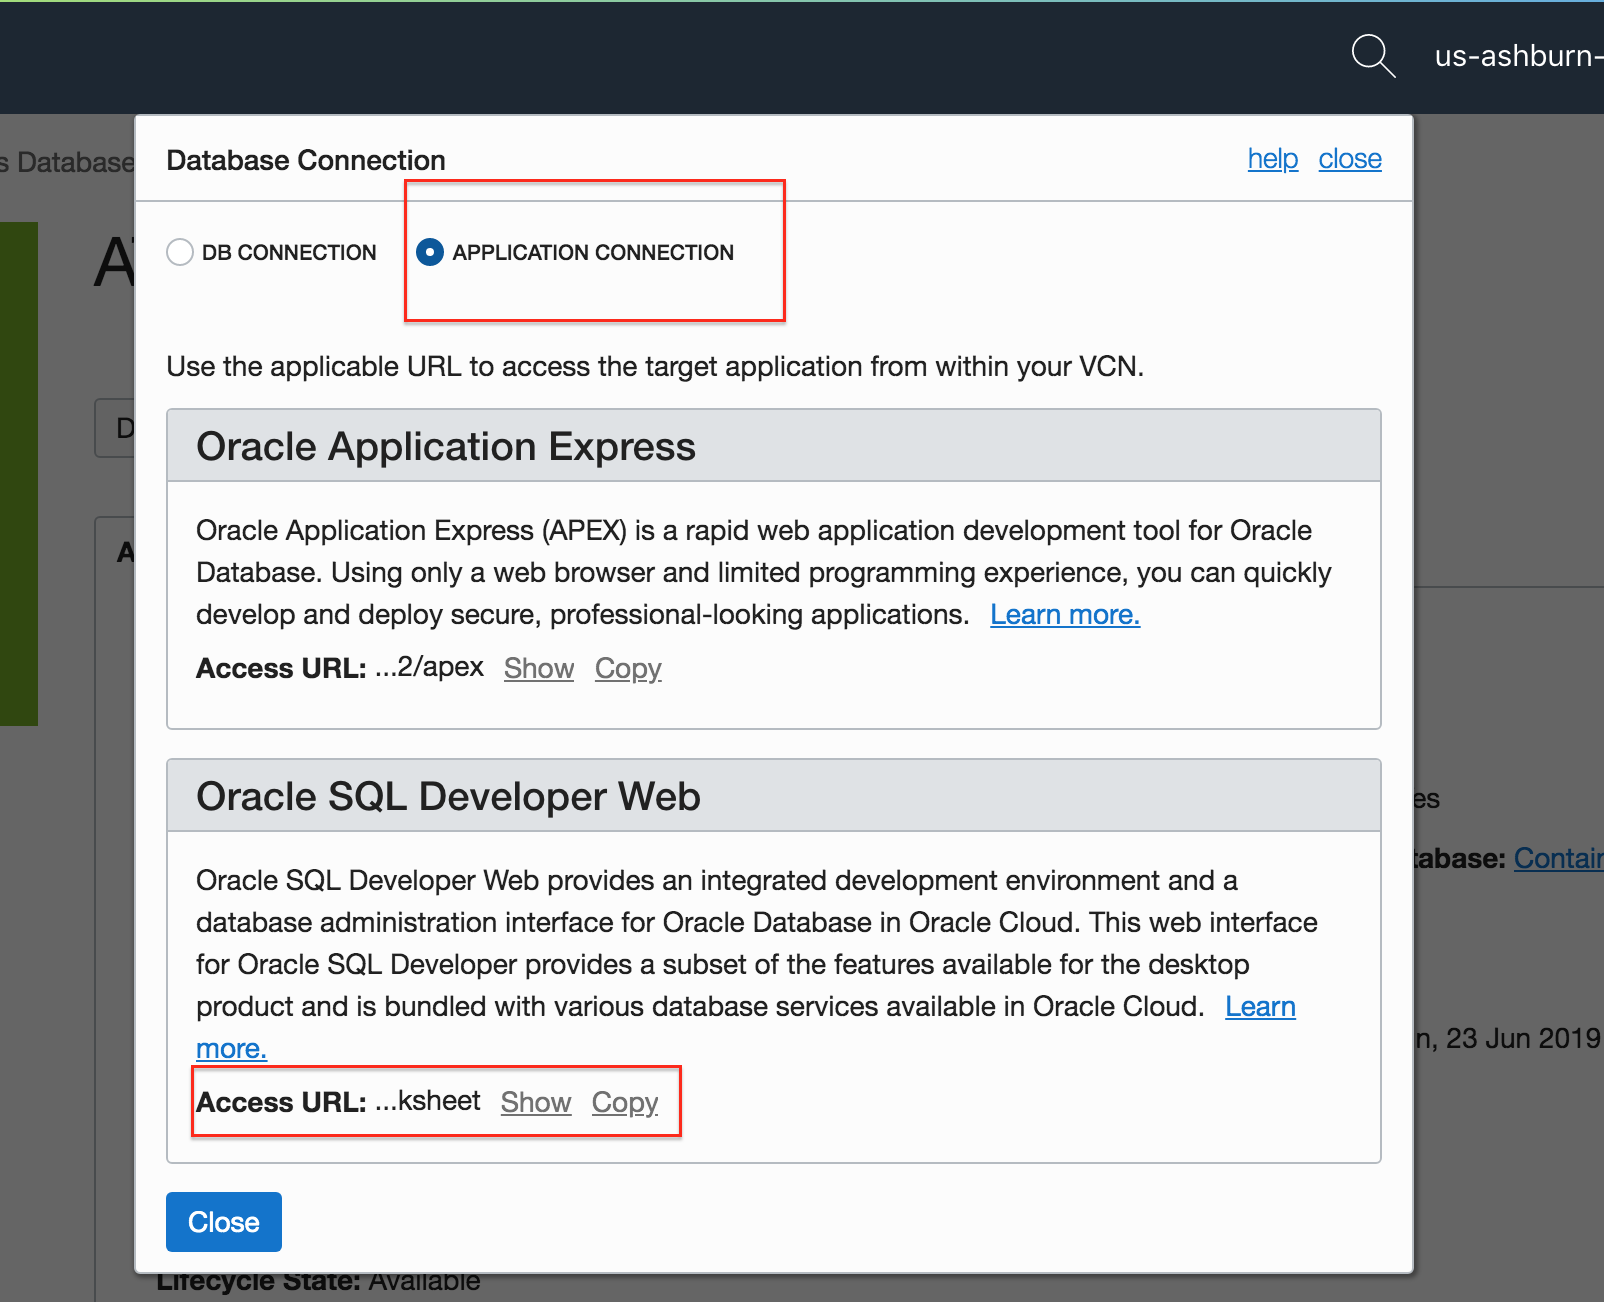 us-ashburn-
s Database
Database Connection
help close
DB CONNECTION
APPLICATION CONNECTION
Use the applicable URL to access the target application from within your VCN.
Oracle Application Express
Oracle Application Express (APEX) is a rapid web application development tool for Oracle
Database. Using only a web browser and limited programming experience, you can quickly
develop and deploy secure, professional-looking applications. Learn more.
Access URL: ...2/apex Show Copy
Oracle SQL Developer Web
Oracle SQL Developer Web provides an integrated development environment and a
database administration interface for Oracle Database in Oracle Cloud. This web interface
for Oracle SQL Developer provides a subset of the features available for the desktop
product and is bundled with various database services available in Oracle Cloud. Learn
more.
Access URL: ...ksheet Show Copy
Close
es
tabase: Contain
n, 23 Jun 2019
Lifecycle State: Available